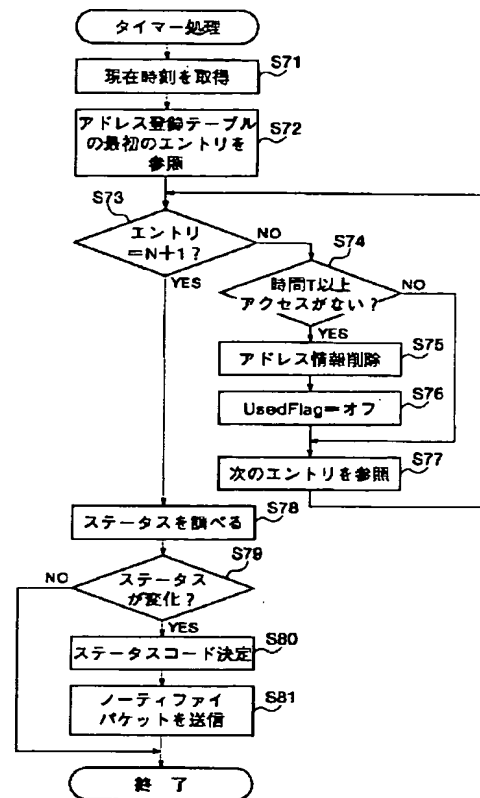 タイマー処理
S71
現在時刻を取得
S72
アドレス登録テーブル
の最初のエントリを
参照
S73
エントリ
=N+1?
NO
YES
S74
時間T以上
アクセスがない?
NO
YES
S75
アドレス情報削除
S76
UsedFlag=オフ
S77
次のエントリを参照
S78
ステータスを調べる
S79
ステータス
が変化?
NO
YES
S80
ステータスコード決定
S81
ノーティファイ
パケットを送信
終了